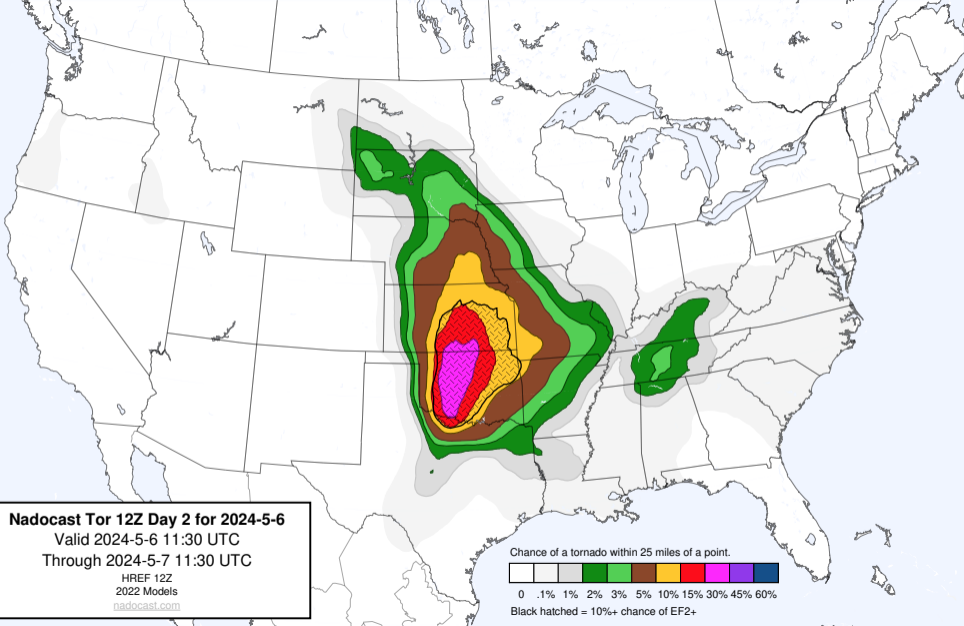 Nadocast Tor 12Z Day 2 for 2024-5-6
Valid 2024-5-6 11:30 UTC
Through 2024-5-7 11:30 UTC
HREF 12Z
2022 Models
nadocast.com
Chance of a tornado within 25 miles of a point.
0 .1% 1% 2% 3% 5% 10% 15% 30% 45% 60%
Black hatched = 10%+ chance of EF2+